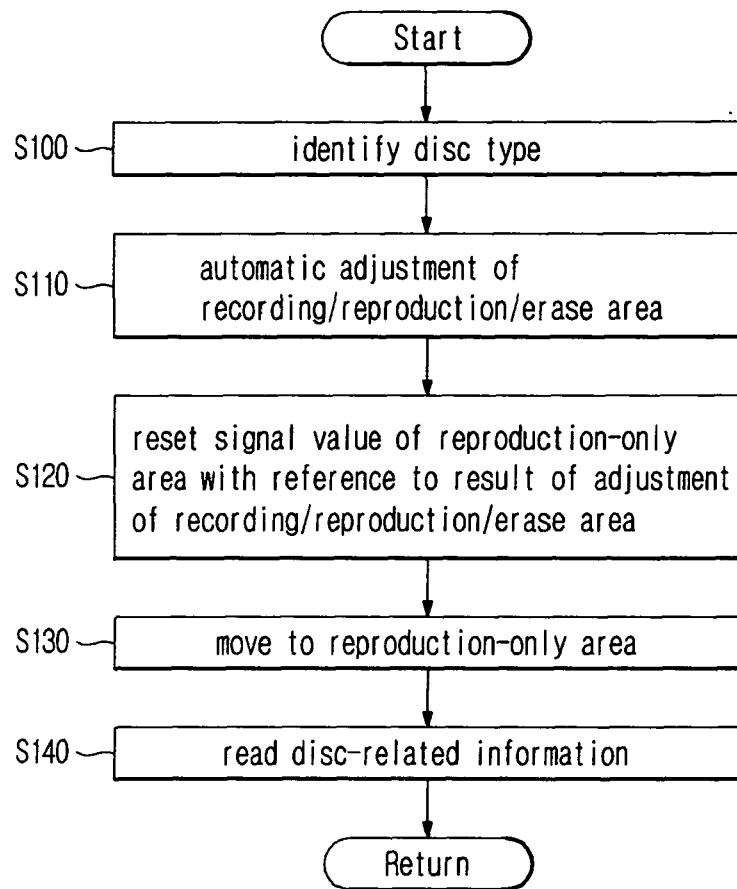 Start
S100
identify disc type
S110
automatic adjustment of
recording/reproduction/erase area
S120
reset signal value of reproduction-only
area with reference to result of adjustment
of recording/reproduction/erase area
S130
move to reproduction-only area
S140
read disc-related information
Return